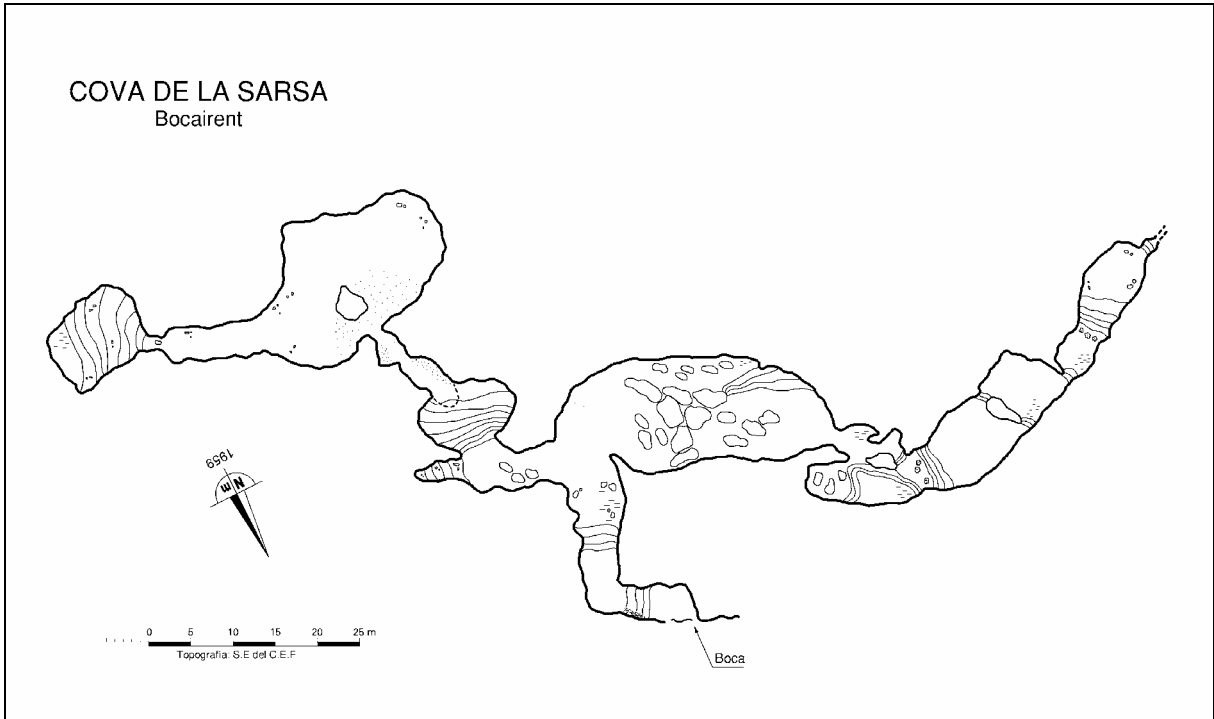 COVA DE LA SARSA
Bocairent
1959
N m
0 5 10 15 20 25 m
Topografia: S.E del C.E.F
Boca